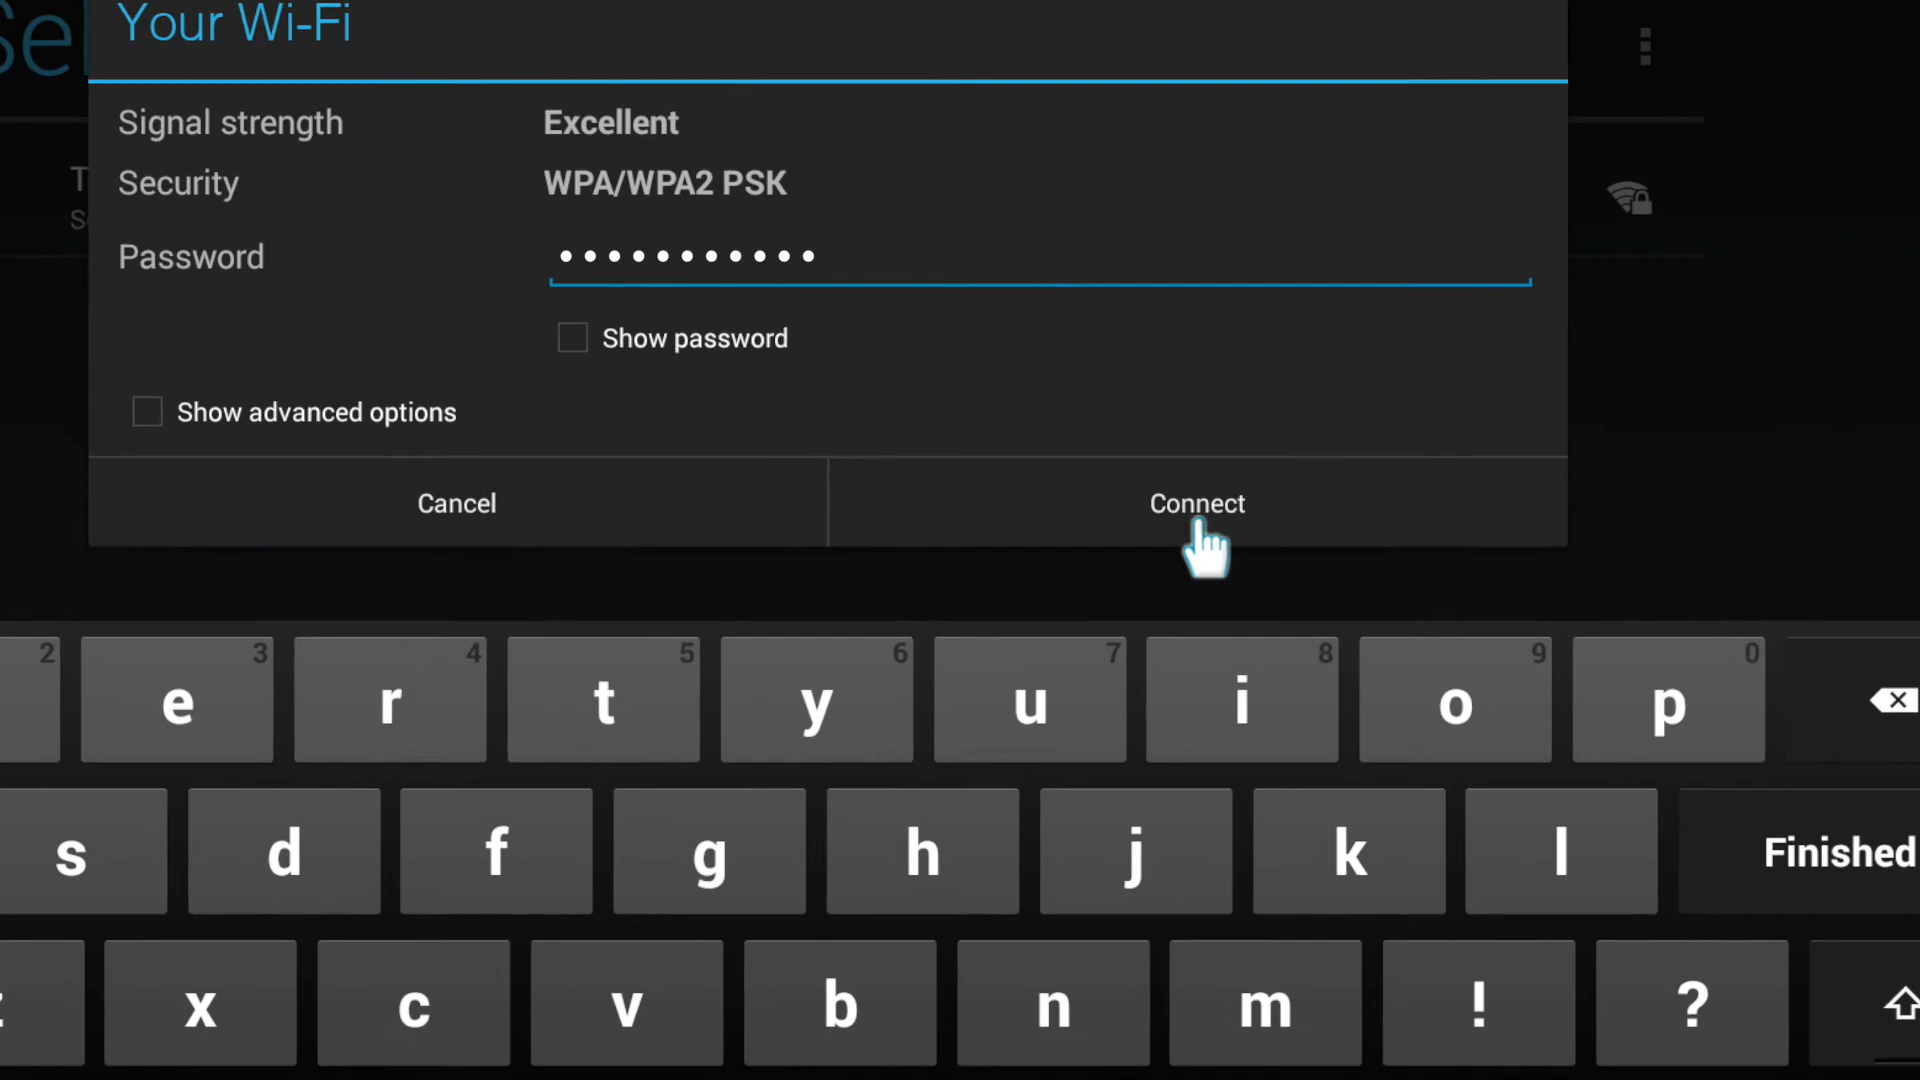 Your Wi-Fi
Signal strength Excellent
Security WPA/WPA2 PSK
Password •••••••••••
Show password
Show advanced options
Cancel Connect
2 3 4 5 6 7 8 9 0
e r t y u i o p
s d f g h j k l Finished
x c v b n m ! ?